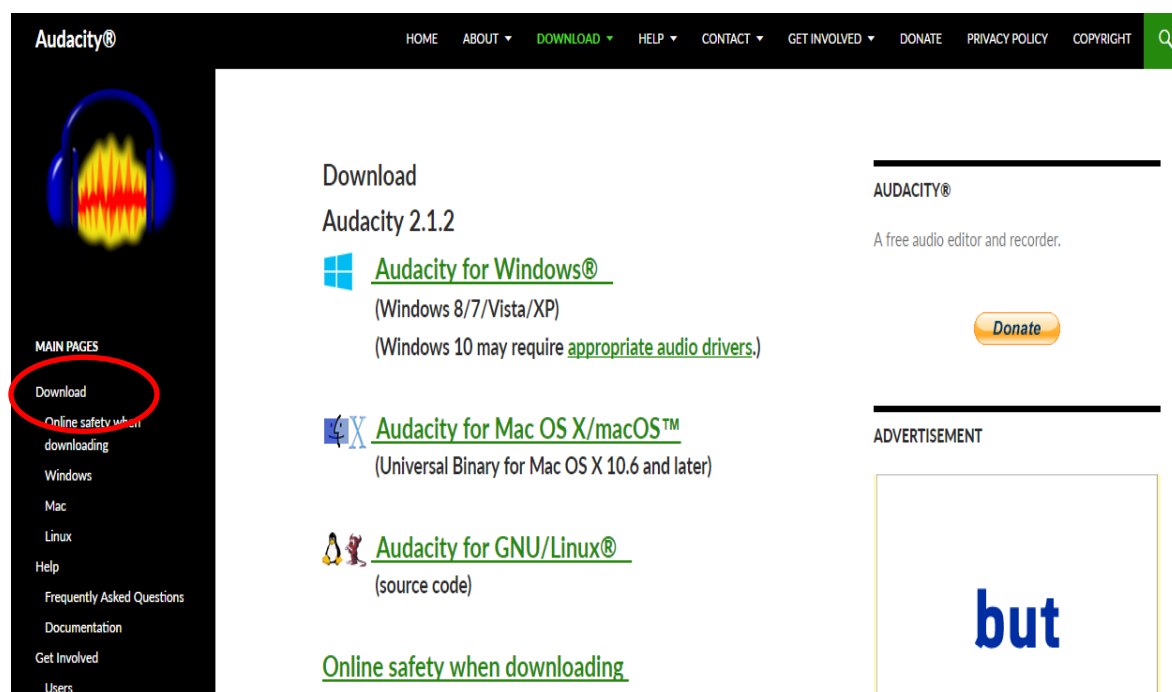 Audacity®
HOME ABOUT ▼ DOWNLOAD ▼ HELP ▼ CONTACT ▼ GET INVOLVED ▼ DONATE PRIVACY POLICY COPYRIGHT
MAIN PAGES
Download
Online safety when
downloading
Windows
Mac
Linux
Help
Frequently Asked Questions
Documentation
Get Involved
Users
Download
Audacity 2.1.2
Audacity for Windows®
(Windows 8/7/Vista/XP)
(Windows 10 may require appropriate audio drivers.)
Audacity for Mac OS X/macOS™
(Universal Binary for Mac OS X 10.6 and later)
Audacity for GNU/Linux®
(source code)
Online safety when downloading
AUDACITY®
A free audio editor and recorder.
Donate
ADVERTISEMENT
but